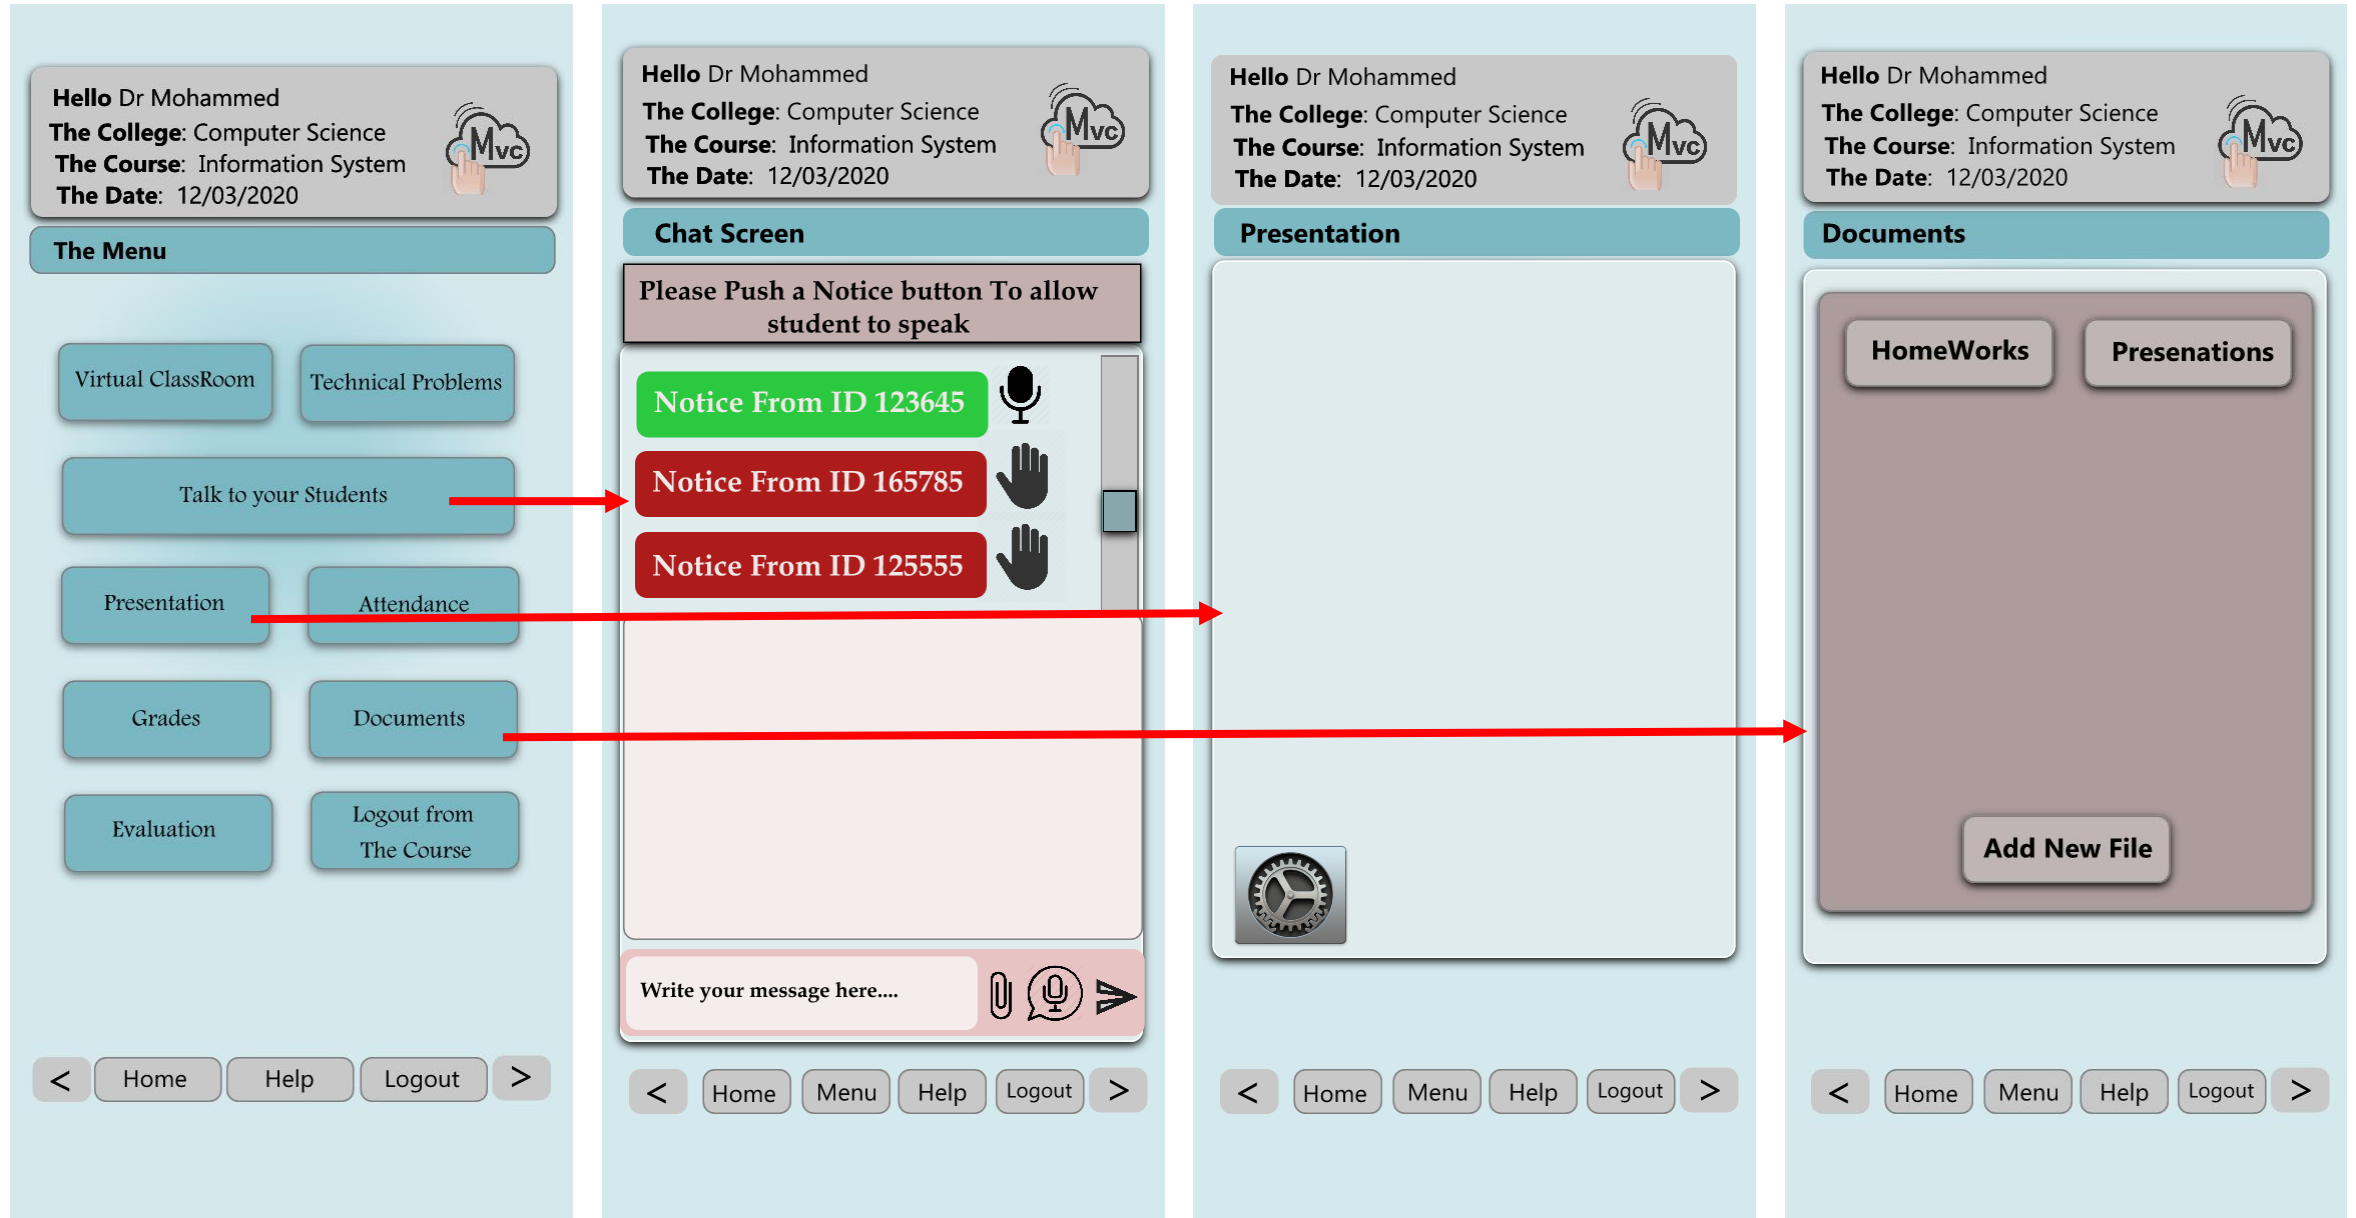 Hello Dr Mohammed
The College: Computer Science
The Course: Information System
The Date: 12/03/2020
Mvc
The Menu
Virtual ClassRoom
Technical Problems
Talk to your Students
Presentation
Attendance
Grades
Documents
Evaluation
Logout from
The Course
<
Home
Help
Logout
>
Hello Dr Mohammed
The College: Computer Science
The Course: Information System
The Date: 12/03/2020
Mvc
Chat Screen
Please Push a Notice button To allow
student to speak
Notice From ID 123645
Notice From ID 165785
Notice From ID 125555
Write your message here....
<
Home
Menu
Help
Logout
>
Hello Dr Mohammed
The College: Computer Science
The Course: Information System
The Date: 12/03/2020
Mvc
Presentation
<
Home
Menu
Help
Logout
>
Hello Dr Mohammed
The College: Computer Science
The Course: Information System
The Date: 12/03/2020
Mvc
Documents
HomeWorks
Presenations
Add New File
<
Home
Menu
Help
Logout
>